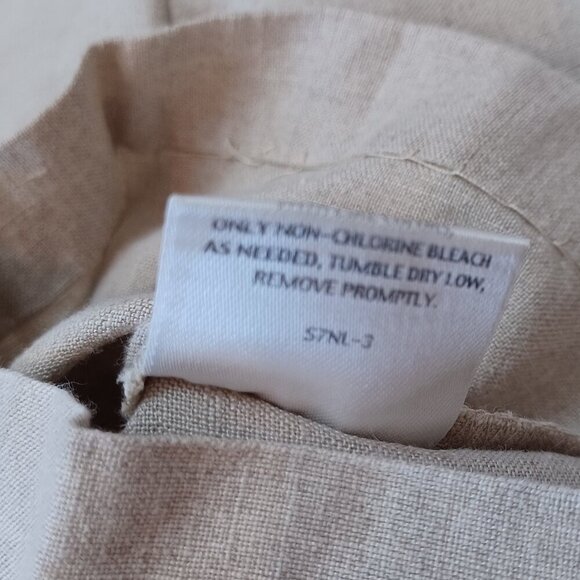 ONLY NON-CHLORINE BLEACH
AS NEEDED, TUMBLE DRY LOW,
REMOVE PROMPTLY.
S7NL-3